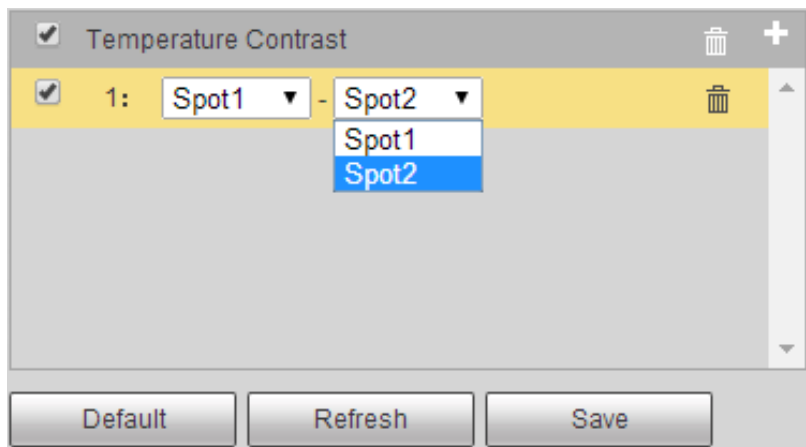 Temperature Contrast
1: Spot1 - Spot2
Spot1
Spot2
Default Refresh Save